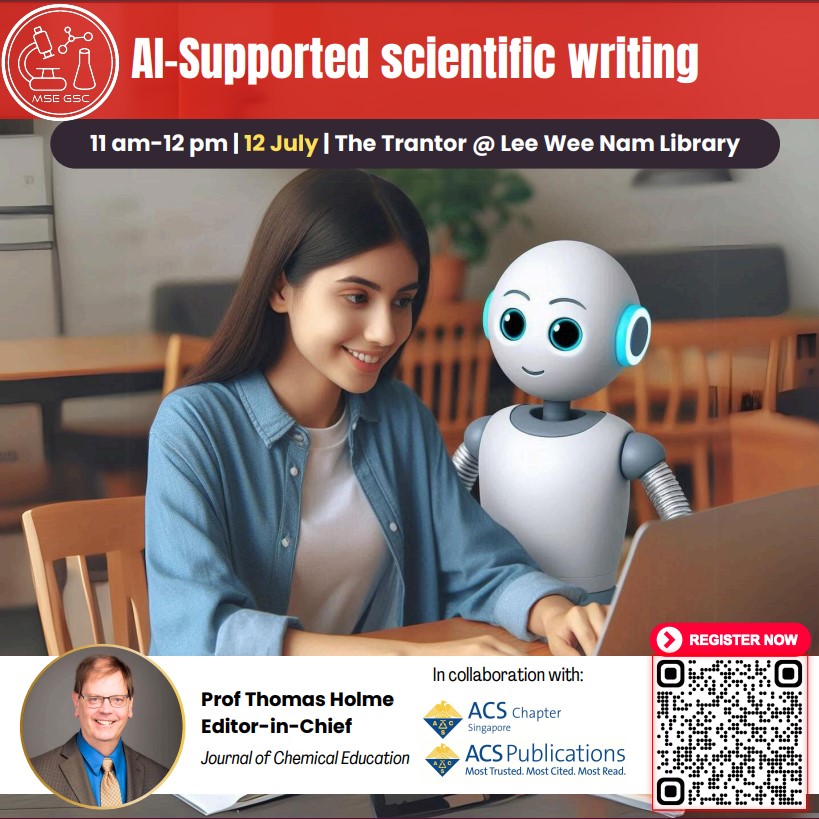 MSE GSC
AI-Supported scientific writing
11 am-12 pm | 12 July | The Trantor @ Lee Wee Nam Library
REGISTER NOW
Prof Thomas Holme
Editor-in-Chief
Journal of Chemical Education
In collaboration with:
ACS Chapter
Singapore
ACS Publications
Most Trusted. Most Cited. Most Read.